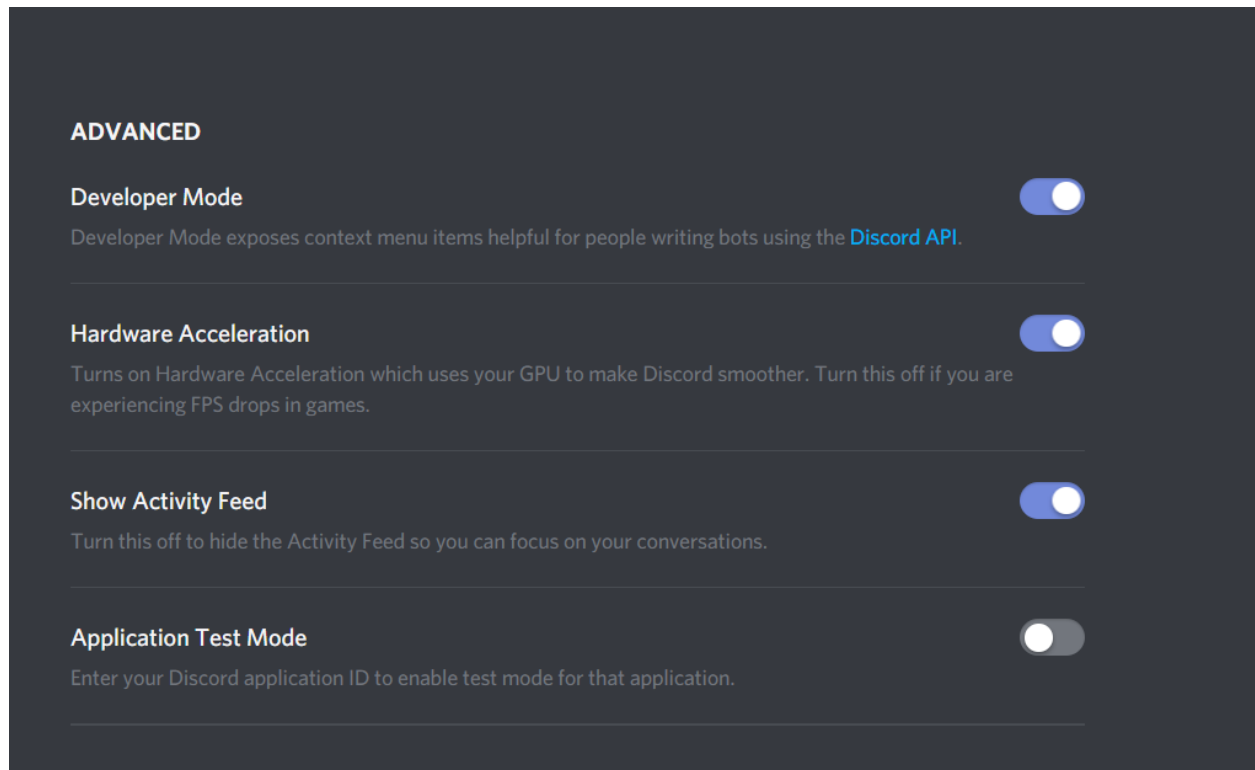 ADVANCED
Developer Mode
Developer Mode exposes context menu items helpful for people writing bots using the Discord API.
Hardware Acceleration
Turns on Hardware Acceleration which uses your GPU to make Discord smoother. Turn this off if you are
experiencing FPS drops in games.
Show Activity Feed
Turn this off to hide the Activity Feed so you can focus on your conversations.
Application Test Mode
Enter your Discord application ID to enable test mode for that application.